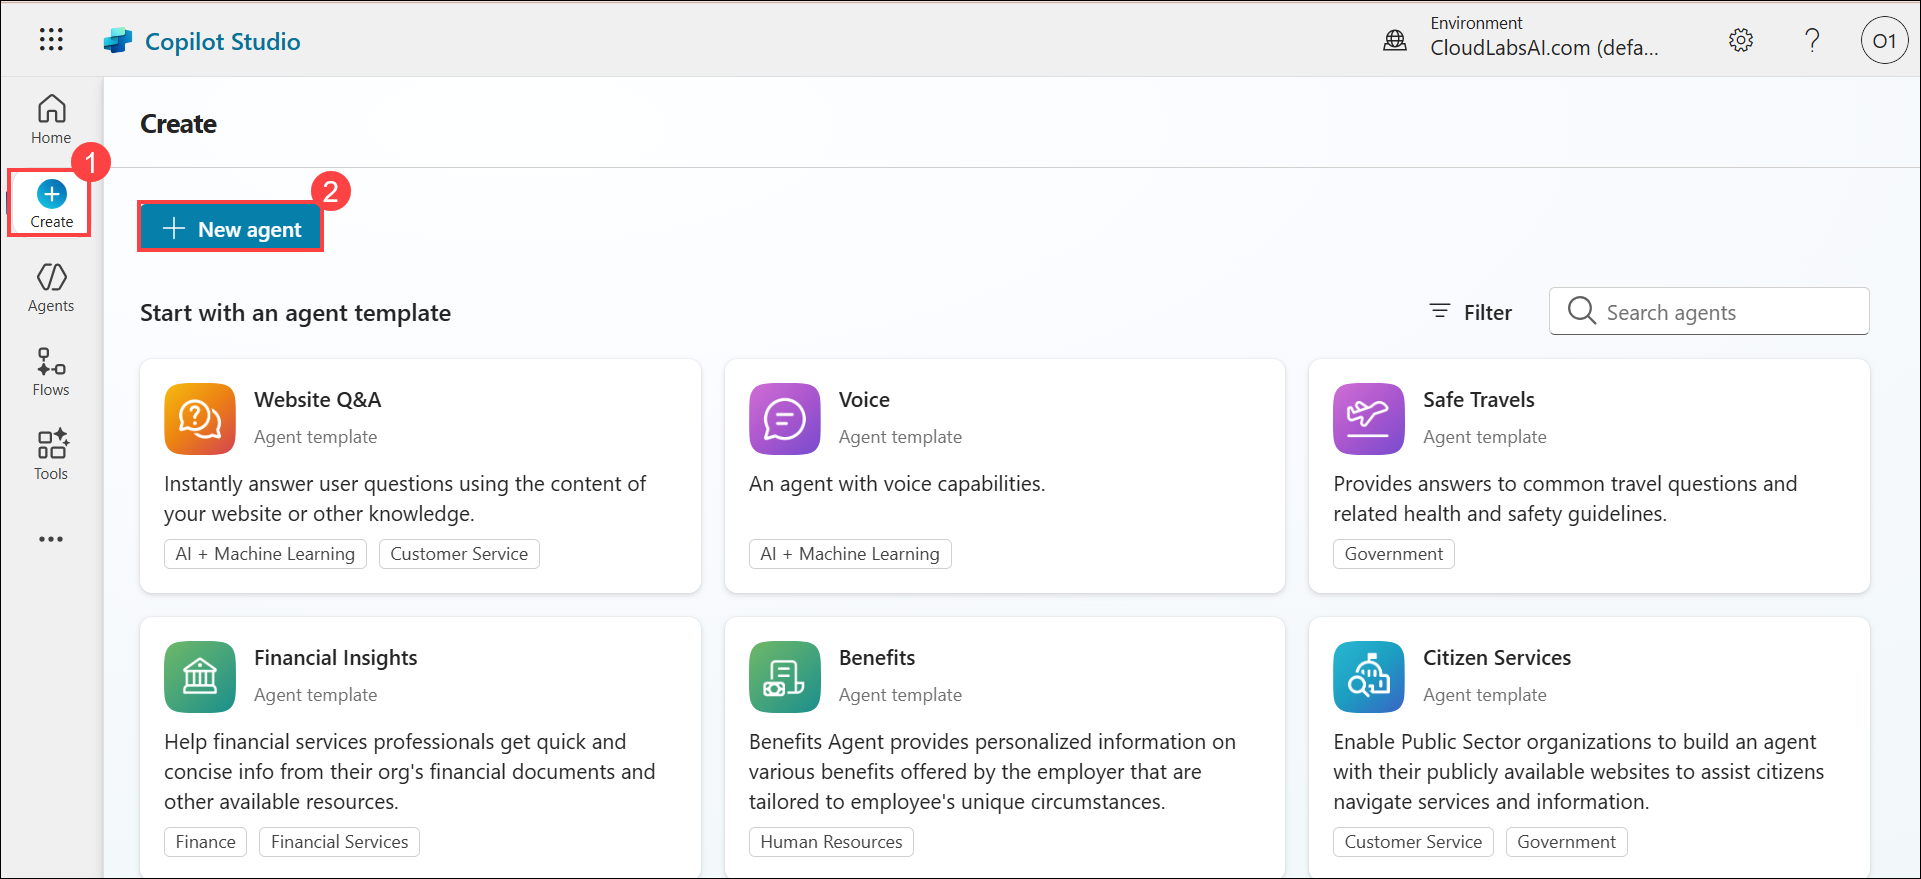 Copilot Studio
Environment
CloudLabsAI.com (defa...
?
O1
Home
1
Create
Agents
Flows
Tools
Create
2
New agent
Start with an agent template
Filter
Search agents
Website Q&A
Agent template
Instantly answer user questions using the content of
your website or other knowledge.
AI + Machine Learning
Customer Service
Voice
Agent template
An agent with voice capabilities.
AI + Machine Learning
Safe Travels
Agent template
Provides answers to common travel questions and
related health and safety guidelines.
Government
Financial Insights
Agent template
Help financial services professionals get quick and
concise info from their org's financial documents and
other available resources.
Finance
Financial Services
Benefits
Agent template
Benefits Agent provides personalized information on
various benefits offered by the employer that are
tailored to employee's unique circumstances.
Human Resources
Citizen Services
Agent template
Enable Public Sector organizations to build an agent
with their publicly available websites to assist citizens
navigate services and information.
Customer Service
Government